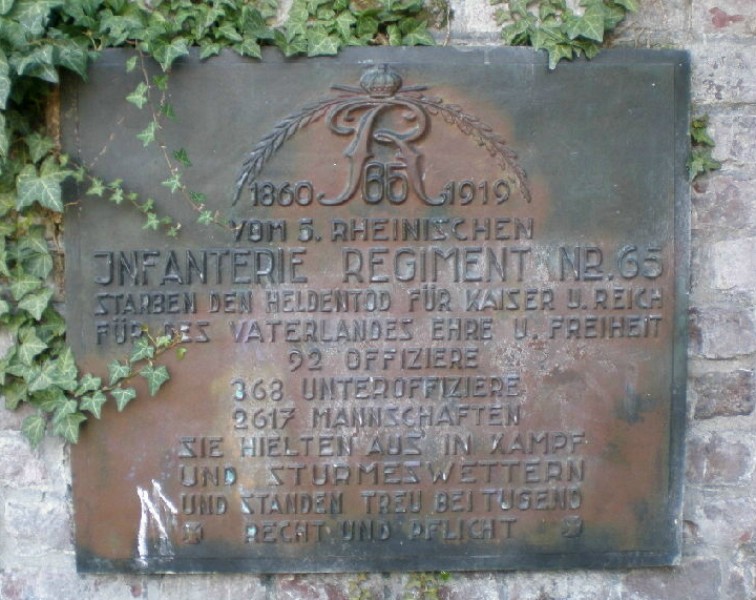 1860 65 1919
VOM 5. RHEINISCHEN
JNFANTERIE REGIMENT NR. 65
STARBEN DEN HELDENTOD FÜR KAISER U. REICH
FÜR DES VATERLANDES EHRE U. FREIHEIT
92 OFFIZIERE
368 UNTEROFFIZIERE
2617 MANNSCHAFTEN
SIE HIELTEN AUS IN KAMPF
UND STURMESWETTERN
UND STANDEN TREU BEI TUGEND
RECHT UND PFLICHT